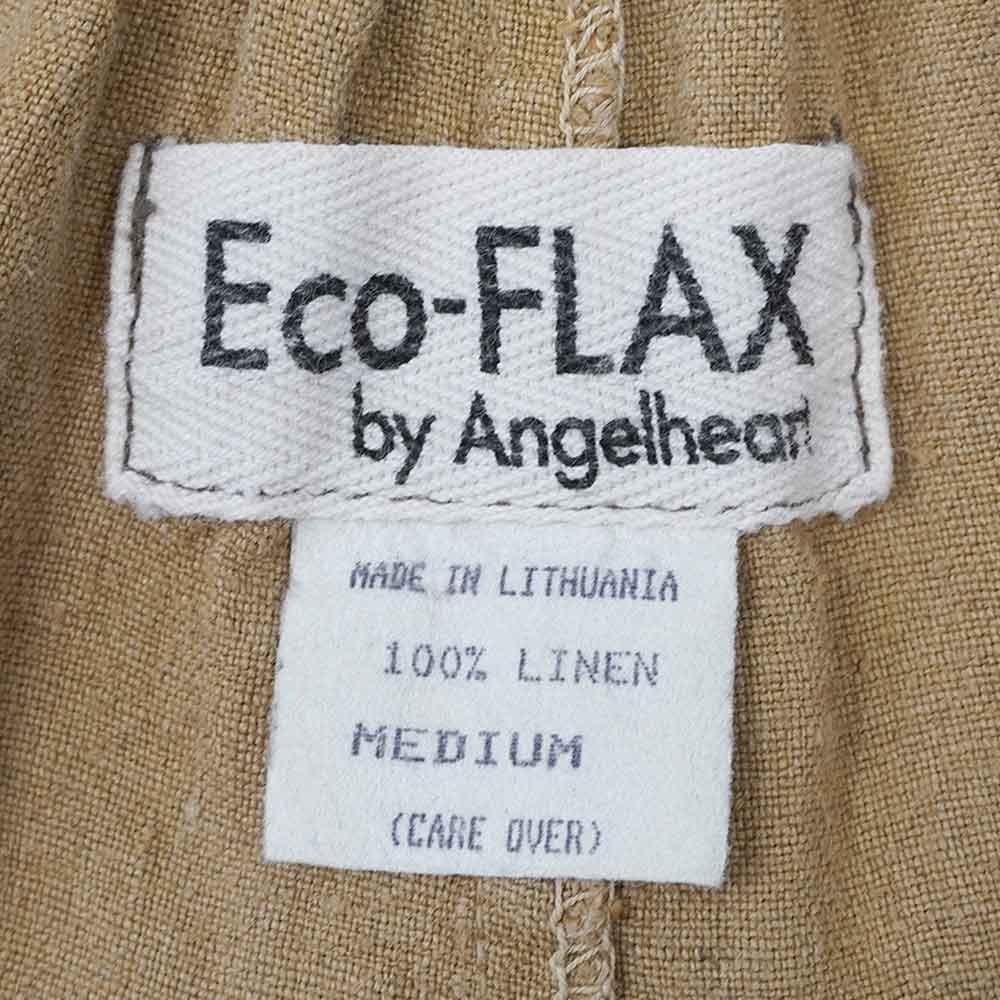 Eco-FLAX
by Angelheart
MADE IN LITHUANIA
100% LINEN
MEDIUM
(CARE OVER)